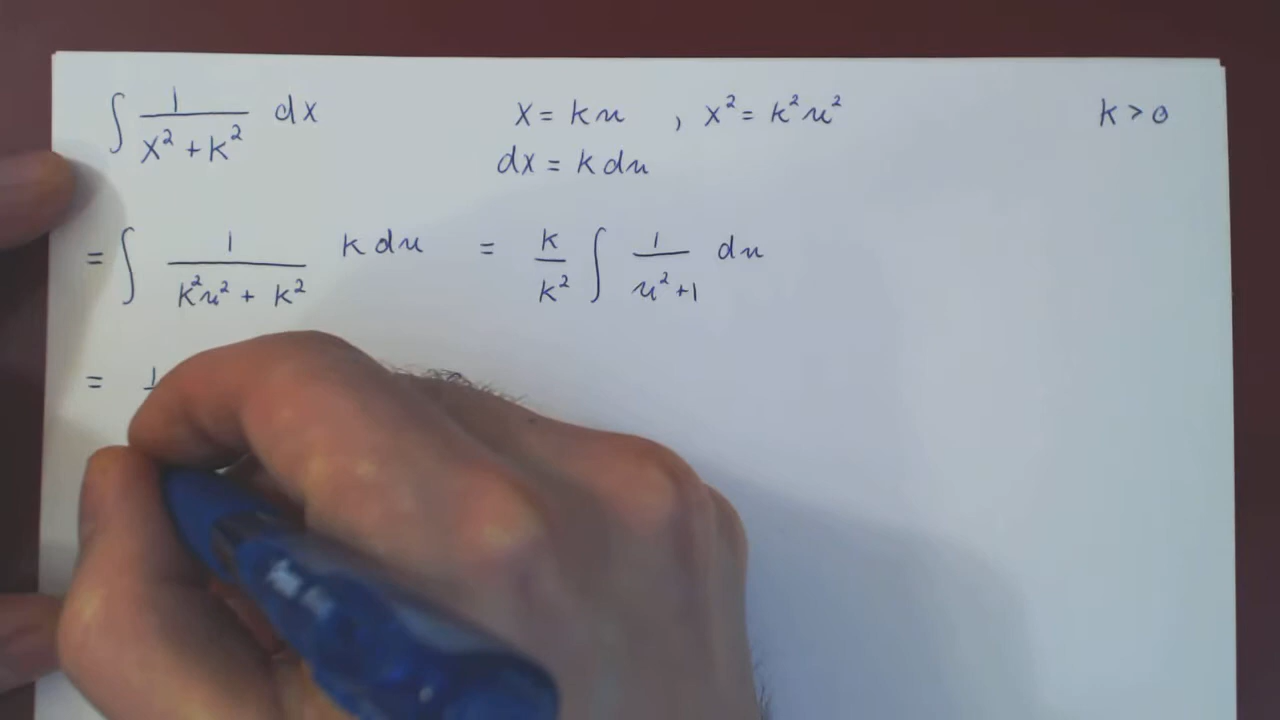 ∫ 1/(x² + k²) dx    x = ku , x² = k²u²    k > 0
dx = k du
= ∫ 1/(k²u² + k²) k du = k/k² ∫ 1/(u² + 1) du
= 1